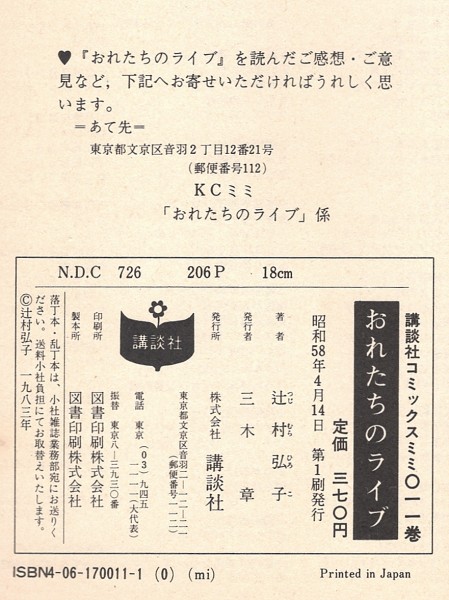 ♥『おれたちのライブ』を読んだご感想・ご意
見など，下記へお寄せいただければうれしく思
います。
＝あて先＝
東京都文京区音羽２丁目12番21号
（郵便番号112）
ＫＣミミ
「おれたちのライブ」係
N.D.C 726 206P 18cm
講談社コミックスミミ〇一一巻
おれたちのライブ
定価 三七〇円
昭和58年4月14日 第1刷発行
著者 辻村弘子
つじ むら ひろ こ
発行者 三木章
発行所 株式会社 講談社
東京都文京区音羽二―一二―二一
（郵便番号一一二）
電話 東京（03）九四五
一一一一（大代表）
振替 東京八―三九三〇番
講談社
印刷所 図書印刷株式会社
製本所 図書印刷株式会社
落丁本・乱丁本は、小社雑誌業務部宛にお送りく
ださい。送料小社負担にてお取替えいたします。
©辻村弘子 一九八三年
ISBN4-06-170011-1 (0) (mi)
Printed in Japan